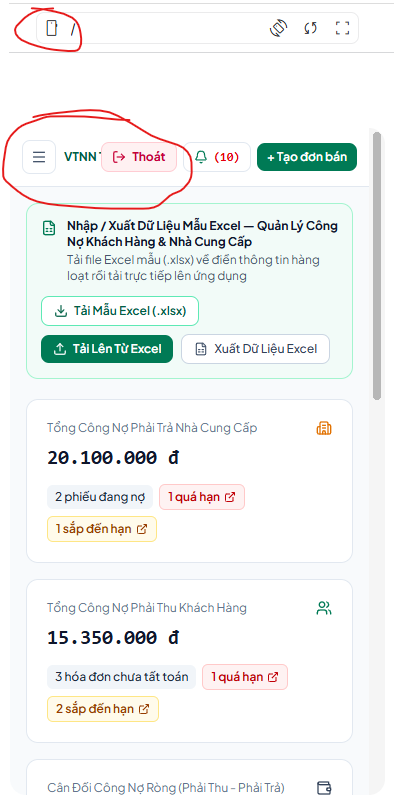 /
VTNN Thoát (10) + Tạo đơn bán
Nhập / Xuất Dữ Liệu Mẫu Excel — Quản Lý Công
Nợ Khách Hàng & Nhà Cung Cấp
Tải file Excel mẫu (.xlsx) về điền thông tin hàng
loạt rồi tải trực tiếp lên ứng dụng
Tải Mẫu Excel (.xlsx)
Tải Lên Từ Excel Xuất Dữ Liệu Excel
Tổng Công Nợ Phải Trả Nhà Cung Cấp
20.100.000 đ
2 phiếu đang nợ 1 quá hạn
1 sắp đến hạn
Tổng Công Nợ Phải Thu Khách Hàng
15.350.000 đ
3 hóa đơn chưa tất toán 1 quá hạn
2 sắp đến hạn
Cân Đối Công Nợ Ròng (Phải Thu - Phải Trả)